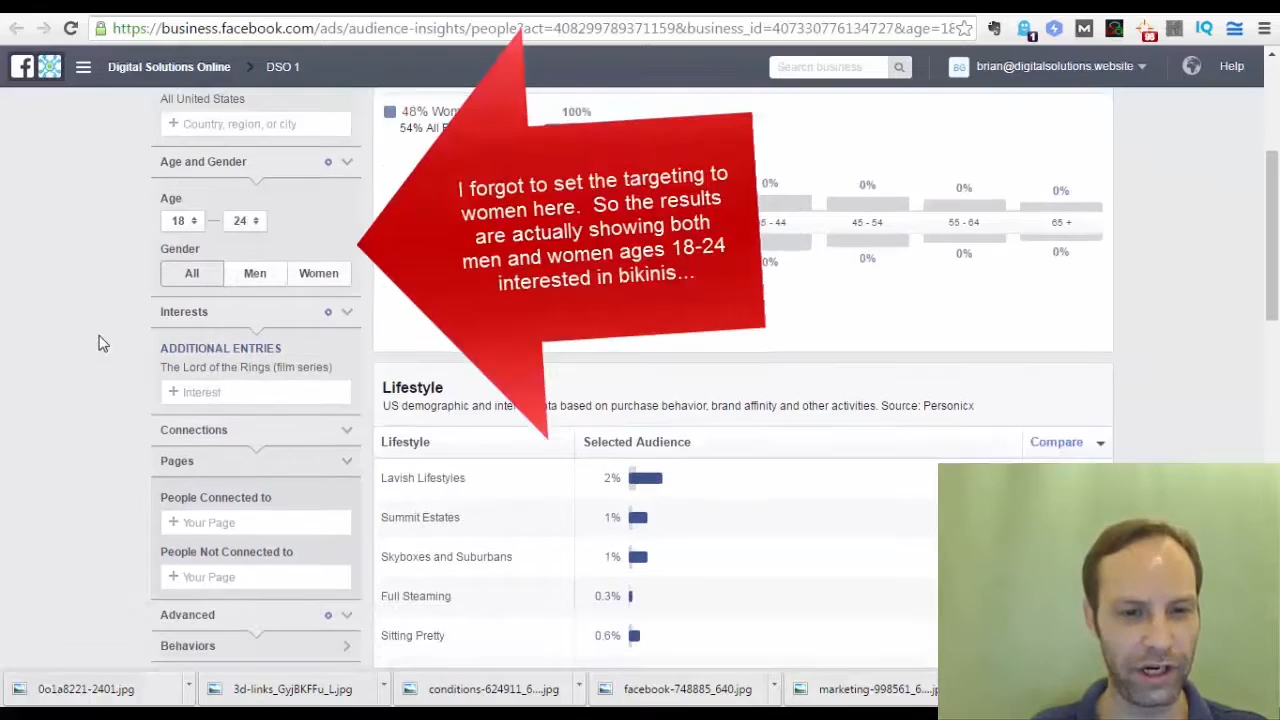 https://business.facebook.com/ads/audience-insights/people?act=408299789371159&business_id=407330776134727&age=18
1
95
IQ
Digital Solutions Online > DSO 1
Search business
BG
brian@digitalsolutions.website
Help
All United States
+ Country, region, or city
Age and Gender
Age
18 — 24
Gender
All Men Women
Interests
ADDITIONAL ENTRIES
The Lord of the Rings (film series)
+ Interest
Connections
Pages
People Connected to
+ Your Page
People Not Connected to
+ Your Page
Advanced
Behaviors
48%
54% All
100%
0% 0% 0% 0%
45 - 54 55 - 64 65 +
0% 0% 0% 0%
I forgot to set the targeting to
women here. So the results
are actually showing both
men and women ages 18-24
interested in bikinis...
Lifestyle
US demographic and based on purchase behavior, brand affinity and other activities. Source: Personicx
Lifestyle Selected Audience Compare
Lavish Lifestyles 2%
Summit Estates 1%
Skyboxes and Suburbans 1%
Full Steaming 0.3%
Sitting Pretty 0.6%
0o1a8221-2401.jpg
3d-links_GyjBKFFu_L.jpg
conditions-624911_6....jpg
facebook-748885_640.jpg
marketing-998561_6....jp